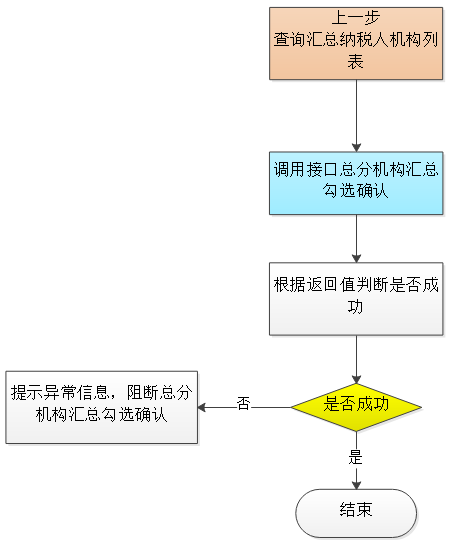 上一步
查询汇总纳税人机构列
表
调用接口总分机构汇总
勾选确认
根据返回值判断是否成
功
是否成功
否
提示异常信息，阻断总分
机构汇总勾选确认
是
结束